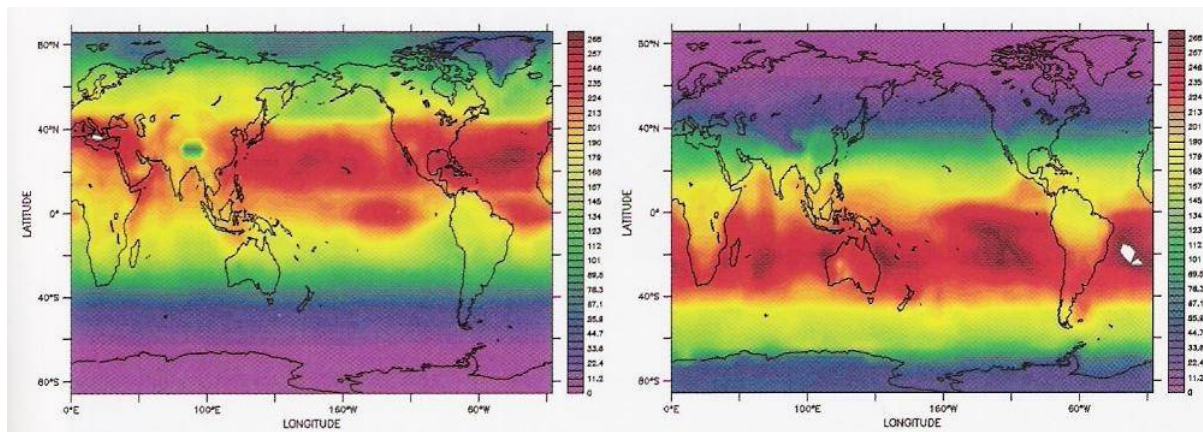 80°N
40°N
0°
40°S
80°S
LATITUDE
0°E
100°E
160°W
60°W
LONGITUDE
268
257
246
235
224
213
201
190
179
168
157
145
134
123
112
101
89.5
78.3
67.1
55.9
44.7
33.6
22.4
11.2
0
80°N
40°N
0°
40°S
80°S
LATITUDE
0°E
100°E
160°W
60°W
LONGITUDE
268
257
246
235
224
213
201
190
179
168
157
145
134
123
112
101
89.5
78.3
67.1
55.9
44.7
33.6
22.4
11.2
0